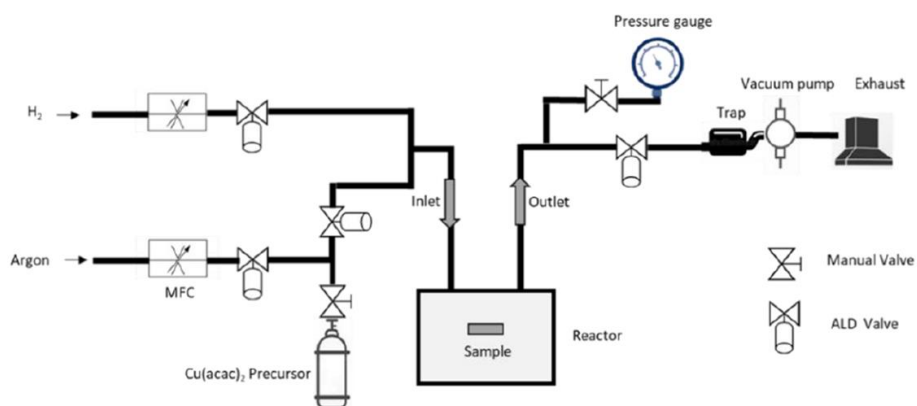 Pressure gauge
Vacuum pump
Exhaust
H₂
Trap
Inlet
Outlet
Argon
MFC
Manual Valve
Reactor
Sample
ALD Valve
Cu(acac)₂ Precursor